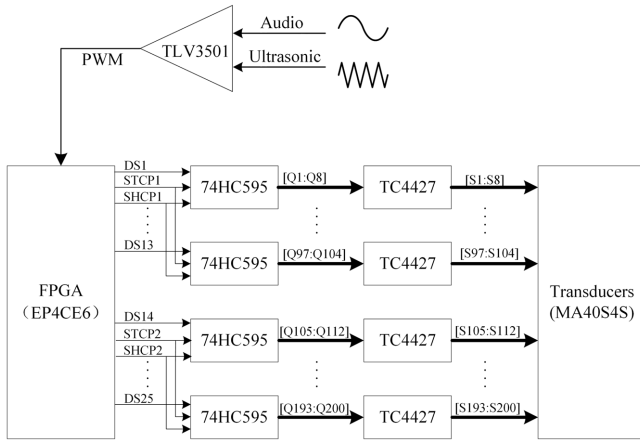 Audio
TLV3501
PWM
Ultrasonic
DS1
STCP1
SHCP1
DS13
74HC595
[Q1:Q8]
TC4427
[S1:S8]
74HC595
[Q97:Q104]
TC4427
[S97:S104]
FPGA
（EP4CE6）
Transducers
(MA40S4S)
DS14
STCP2
SHCP2
DS25
74HC595
[Q105:Q112]
TC4427
[S105:S112]
74HC595
[Q193:Q200]
TC4427
[S193:S200]